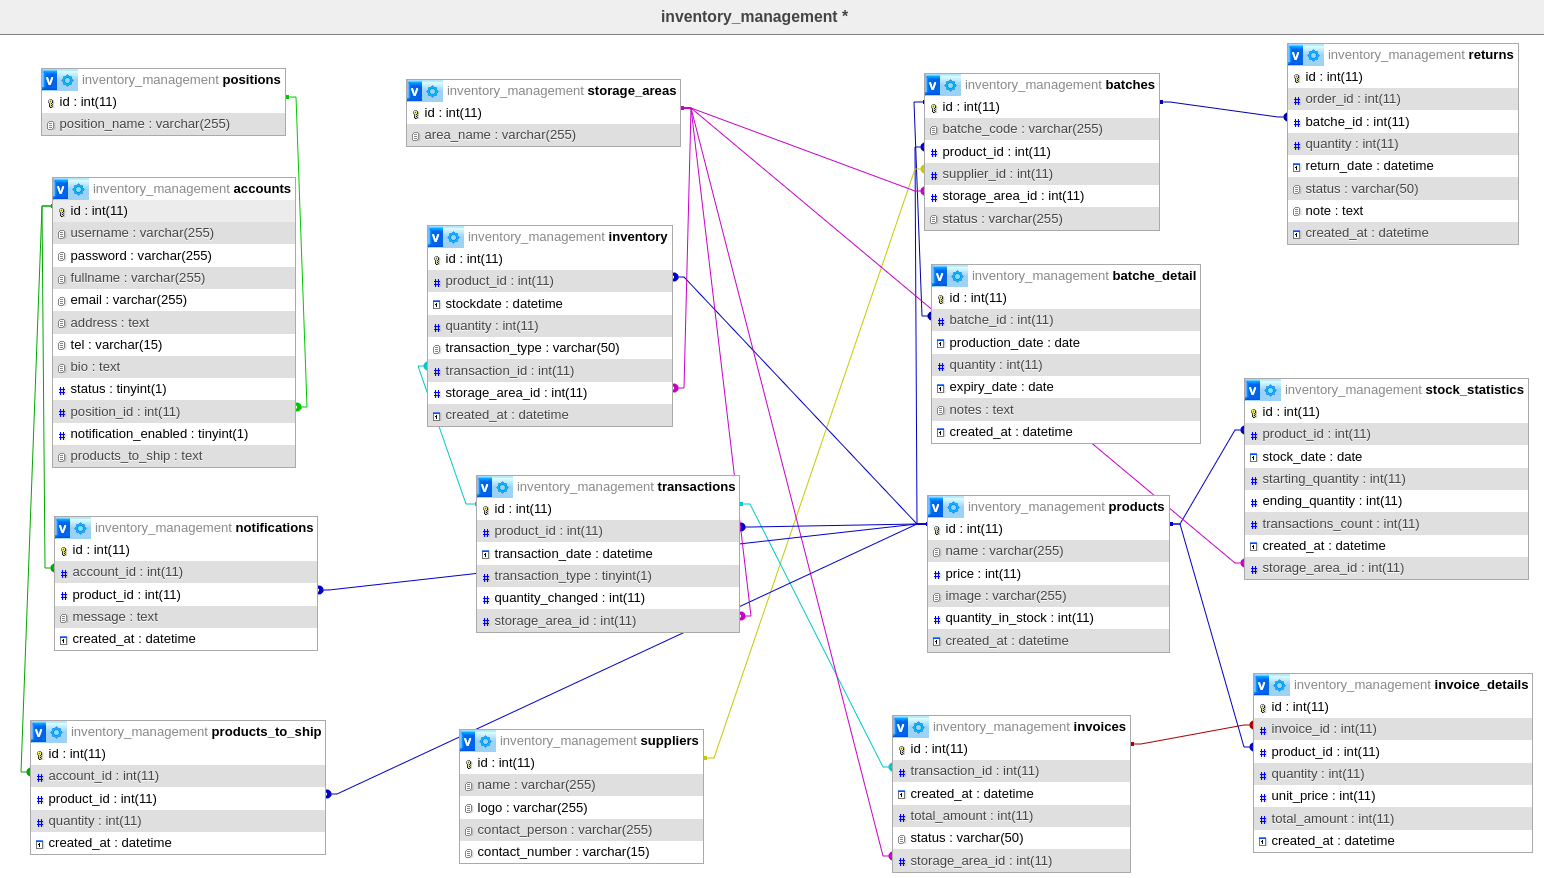 inventory_management *
v inventory_management positions
id : int(11)
position_name : varchar(255)
v inventory_management accounts
id : int(11)
username : varchar(255)
password : varchar(255)
fullname : varchar(255)
email : varchar(255)
address : text
tel : varchar(15)
bio : text
status : tinyint(1)
position_id : int(11)
notification_enabled : tinyint(1)
products_to_ship : text
v inventory_management notifications
id : int(11)
account_id : int(11)
product_id : int(11)
message : text
created_at : datetime
v inventory_management products_to_ship
id : int(11)
account_id : int(11)
product_id : int(11)
quantity : int(11)
created_at : datetime
v inventory_management storage_areas
id : int(11)
area_name : varchar(255)
v inventory_management inventory
id : int(11)
product_id : int(11)
stockdate : datetime
quantity : int(11)
transaction_type : varchar(50)
transaction_id : int(11)
storage_area_id : int(11)
created_at : datetime
v inventory_management transactions
id : int(11)
product_id : int(11)
transaction_date : datetime
transaction_type : tinyint(1)
quantity_changed : int(11)
storage_area_id : int(11)
v inventory_management suppliers
id : int(11)
name : varchar(255)
logo : varchar(255)
contact_person : varchar(255)
contact_number : varchar(15)
v inventory_management batches
id : int(11)
batche_code : varchar(255)
product_id : int(11)
supplier_id : int(11)
storage_area_id : int(11)
status : varchar(255)
v inventory_management batche_detail
id : int(11)
batche_id : int(11)
production_date : date
quantity : int(11)
expiry_date : date
notes : text
created_at : datetime
v inventory_management products
id : int(11)
name : varchar(255)
price : int(11)
image : varchar(255)
quantity_in_stock : int(11)
created_at : datetime
v inventory_management invoices
id : int(11)
transaction_id : int(11)
created_at : datetime
total_amount : int(11)
status : varchar(50)
storage_area_id : int(11)
v inventory_management returns
id : int(11)
order_id : int(11)
batche_id : int(11)
quantity : int(11)
return_date : datetime
status : varchar(50)
note : text
created_at : datetime
v inventory_management stock_statistics
id : int(11)
product_id : int(11)
stock_date : date
starting_quantity : int(11)
ending_quantity : int(11)
transactions_count : int(11)
created_at : datetime
storage_area_id : int(11)
v inventory_management invoice_details
id : int(11)
invoice_id : int(11)
product_id : int(11)
quantity : int(11)
unit_price : int(11)
total_amount : int(11)
created_at : datetime